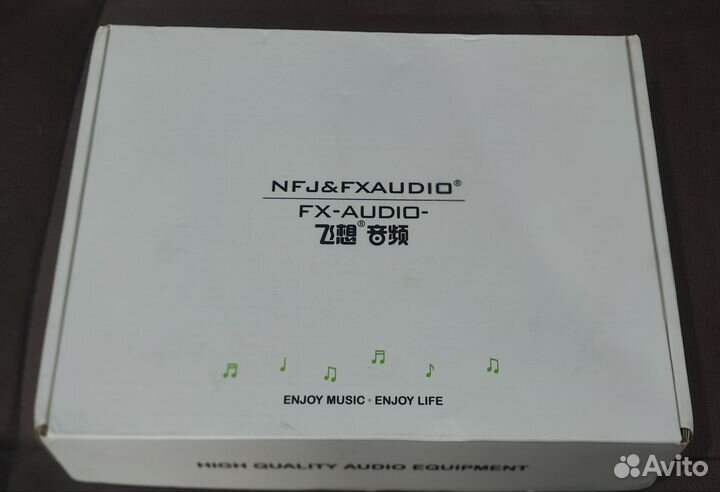 NFJ&FXAUDIO®
FX-AUDIO-
飞想®音频
ENJOY MUSIC · ENJOY LIFE
HIGH QUALITY AUDIO EQUIPMENT
Avito